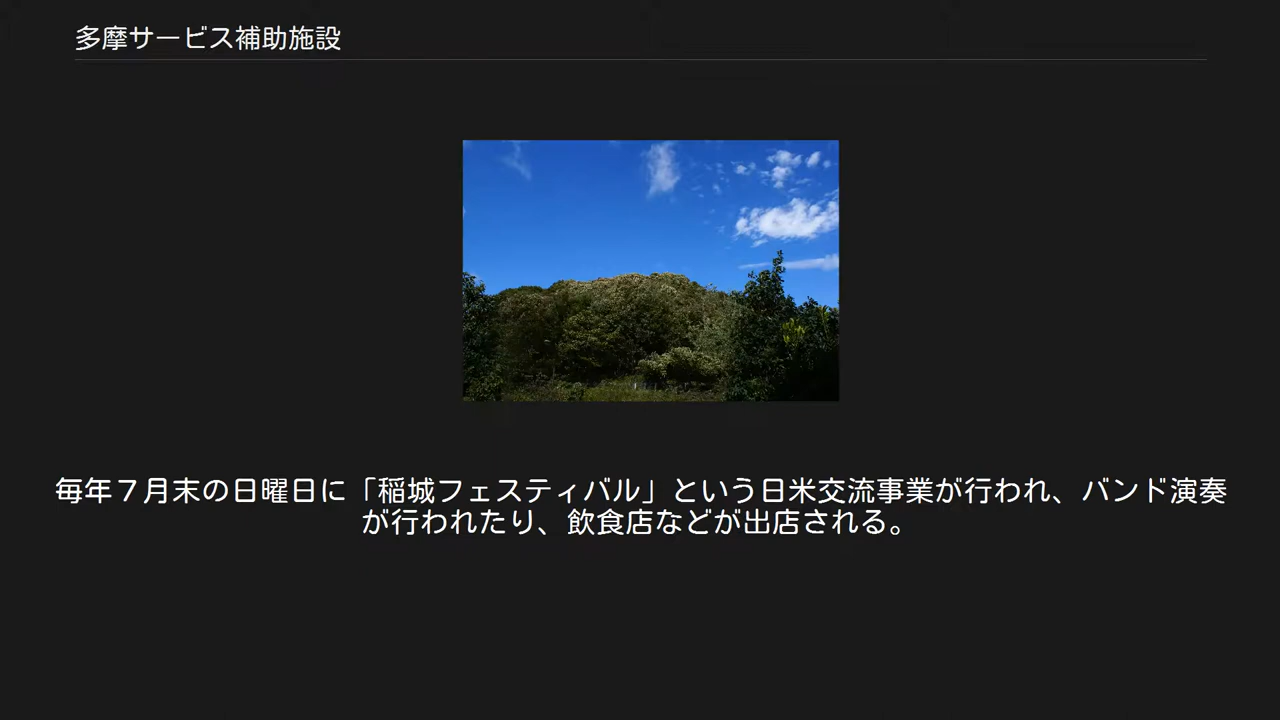 多摩サービス補助施設
毎年７月末の日曜日に「稲城フェスティバル」という日米交流事業が行われ、バンド演奏
が行われたり、飲食店などが出店される。